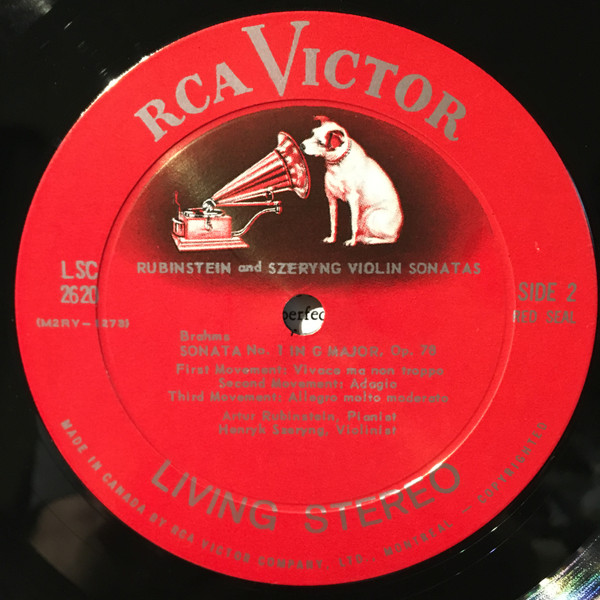 RCA VICTOR
RUBINSTEIN and SZERYNG VIOLIN SONATAS
LSC
2620
(M2RY-1273)
SIDE 2
RED SEAL
perfec
Brahms
SONATA No. 1 IN G MAJOR, Op. 78
First Movement: Vivace ma non troppo
Second Movement: Adagio
Third Movement: Allegro molto moderato
Artur Rubinstein, Pianist
Henryk Szeryng, Violinist
LIVING STEREO
MADE IN CANADA BY RCA VICTOR COMPANY, LTD., MONTREAL — COPYRIGHTED